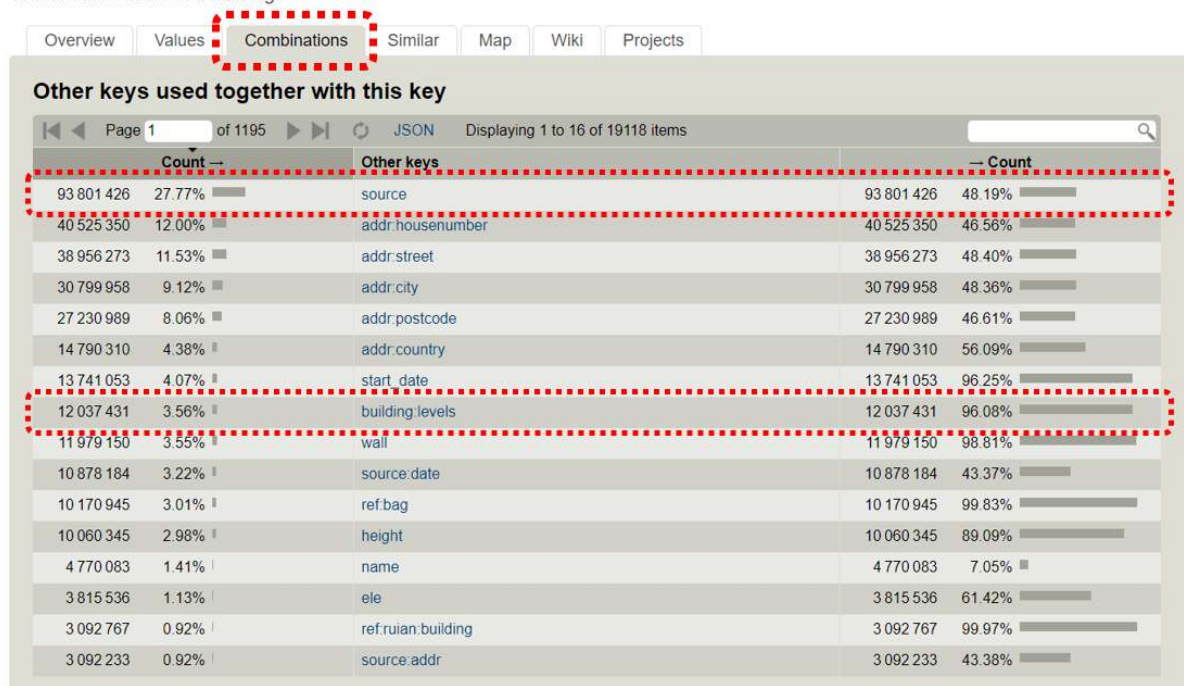 Overview Values Combinations Similar Map Wiki Projects
Other keys used together with this key
Page 1 of 1195 JSON Displaying 1 to 16 of 19118 items
Count → Other keys → Count
93 801 426 27.77% source 93 801 426 48.19%
40 525 350 12.00% addr:housenumber 40 525 350 46.56%
38 956 273 11.53% addr:street 38 956 273 48.40%
30 799 958 9.12% addr:city 30 799 958 48.36%
27 230 989 8.06% addr:postcode 27 230 989 46.61%
14 790 310 4.38% addr:country 14 790 310 56.09%
13 741 053 4.07% start_date 13 741 053 96.25%
12 037 431 3.56% building:levels 12 037 431 96.08%
11 979 150 3.55% wall 11 979 150 98.81%
10 878 184 3.22% source:date 10 878 184 43.37%
10 170 945 3.01% ref:bag 10 170 945 99.83%
10 060 345 2.98% height 10 060 345 89.09%
4 770 083 1.41% name 4 770 083 7.05%
3 815 536 1.13% ele 3 815 536 61.42%
3 092 767 0.92% ref:ruian:building 3 092 767 99.97%
3 092 233 0.92% source:addr 3 092 233 43.38%